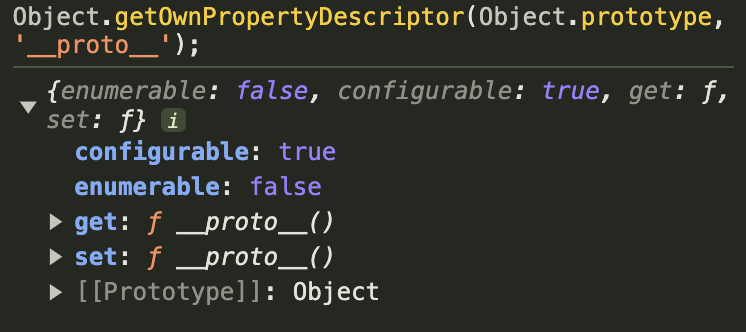 Object.getOwnPropertyDescriptor(Object.prototype,
'__proto__');
{enumerable: false, configurable: true, get: ƒ,
set: ƒ} i
configurable: true
enumerable: false
get: ƒ __proto__()
set: ƒ __proto__()
[[Prototype]]: Object